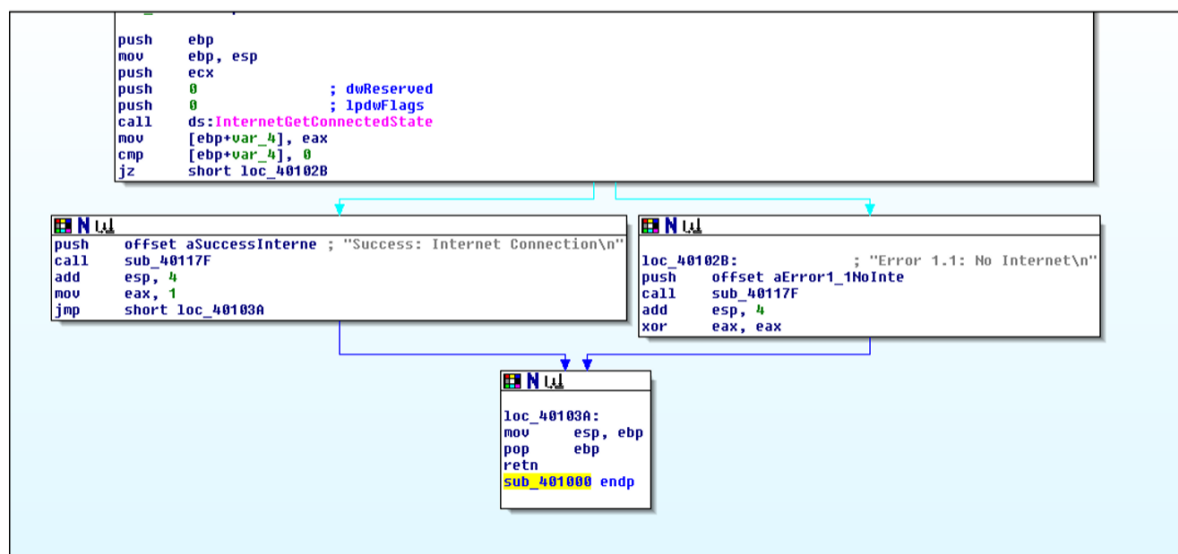 push    ebp
mov     ebp, esp
push    ecx
push    0               ; dwReserved
push    0               ; lpdwFlags
call    ds:InternetGetConnectedState
mov     [ebp+var_4], eax
cmp     [ebp+var_4], 0
jz      short loc_40102B
push    offset aSuccessInterne ; "Success: Internet Connection\n"
call    sub_40117F
add     esp, 4
mov     eax, 1
jmp     short loc_40103A
loc_40102B:             ; "Error 1.1: No Internet\n"
push    offset aError1_1NoInte
call    sub_40117F
add     esp, 4
xor     eax, eax
loc_40103A:
mov     esp, ebp
pop     ebp
retn
sub_401000 endp